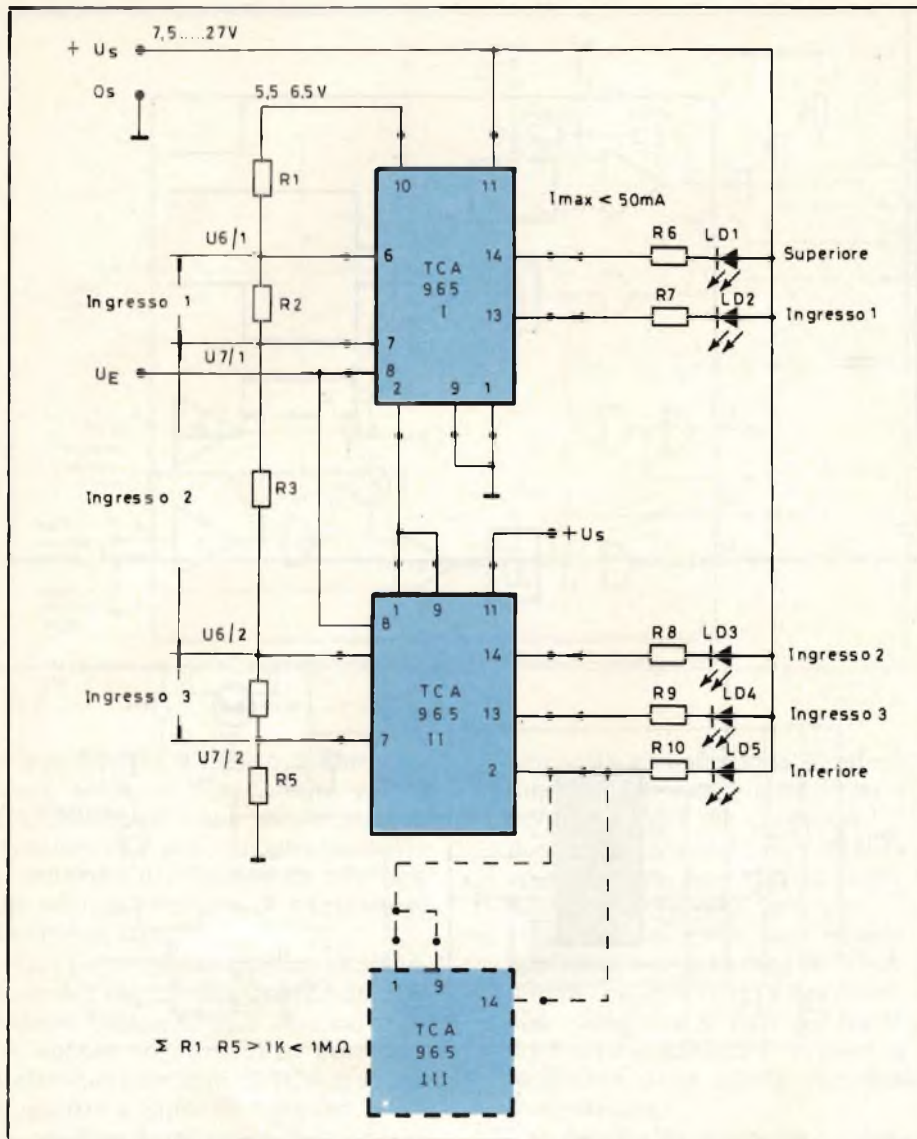 7,5.....27V
+ Us
Os
5,5 6.5V
R1
10
11
Imax < 50mA
U6/1
6
TCA
965
I
14
R6
LD1
Superiore
Ingresso 1
R2
13
R7
LD2
Ingresso 1
7
U7/1
8
UE
2
9
1
Ingresso 2
R3
+Us
1
9
11
8
U6/2
14
R8
LD3
Ingresso 2
Ingresso 3
TCA
965
II
13
R9
LD4
Ingresso 3
7
U7/2
R5
2
R10
LD5
Inferiore
1
9
14
TCA
965
III
Σ R1 R5 > 1K < 1MΩ